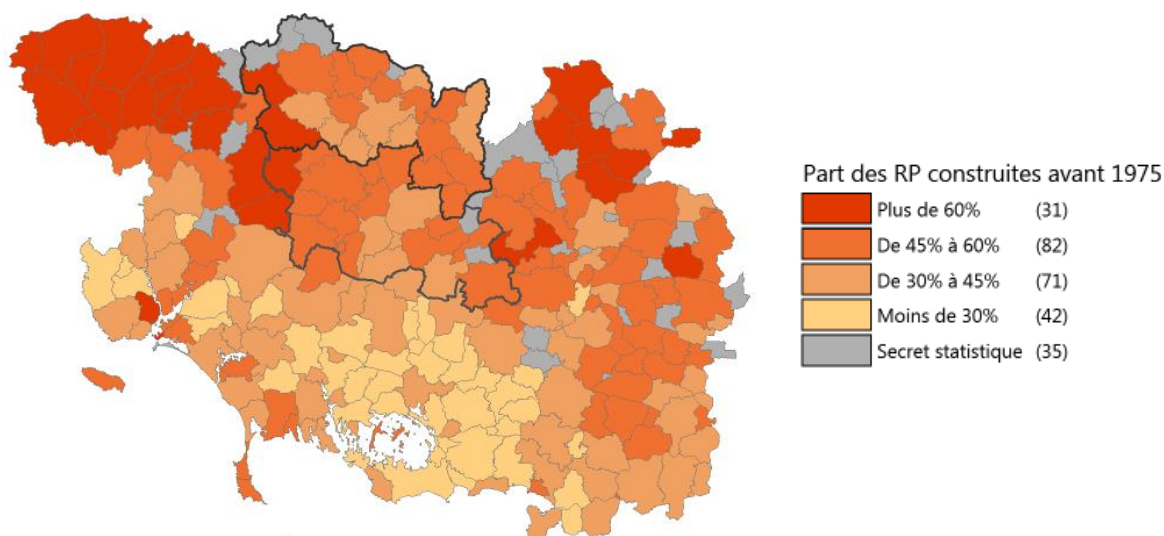 Part des RP construites avant 1975
Plus de 60% (31)
De 45% à 60% (82)
De 30% à 45% (71)
Moins de 30% (42)
Secret statistique (35)